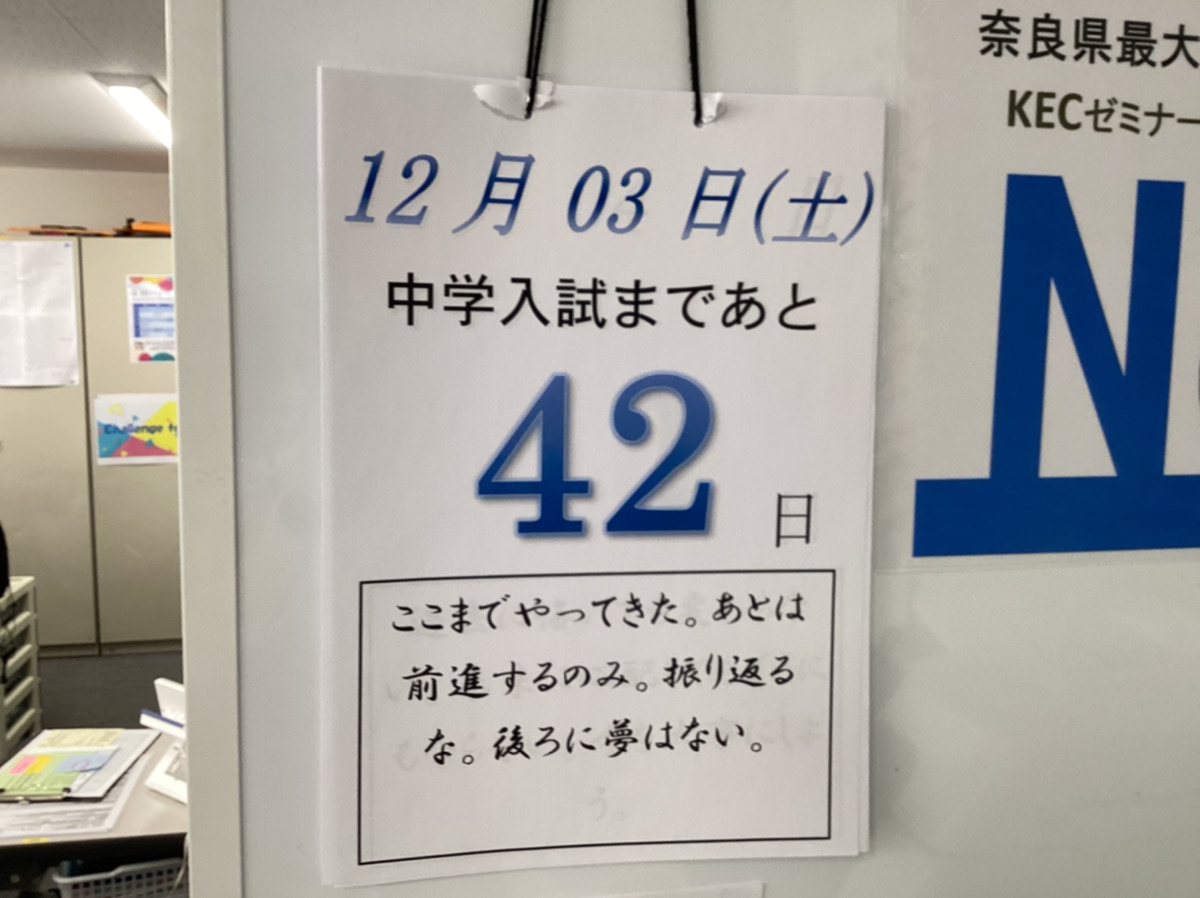 12月03日(土)
中学入試まであと
42
日
ここまでやってきた。あとは
前進するのみ。振り返る
な。後ろに夢はない。
奈良県最大
KECゼミナー
N
Challenge